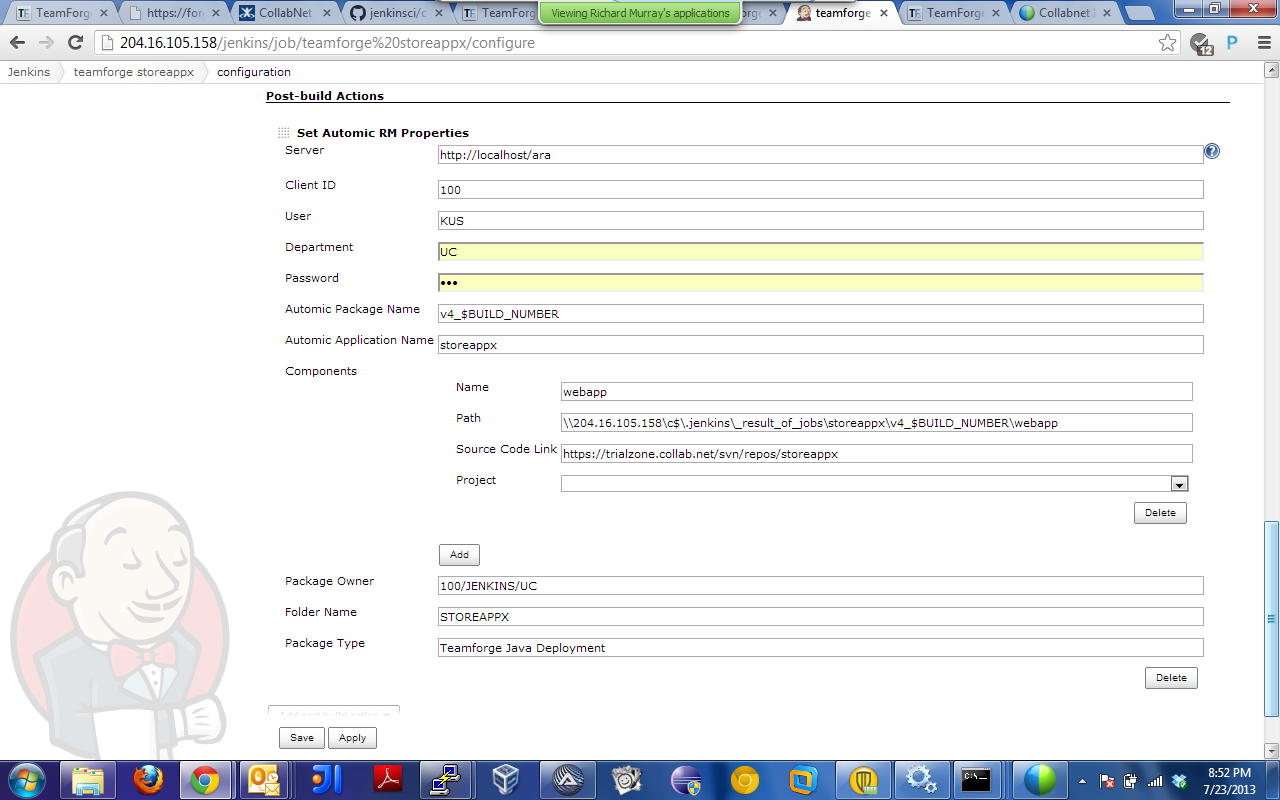 TeamForge
https://for
CollabNet
jenkinsci/c
TeamForg
Viewing Richard Murray's applications
teamforge
TeamForg
Collabnet
204.16.105.158/jenkins/job/teamforge%20storeappx/configure
12
Jenkins
teamforge storeappx
configuration
Post-build Actions
Set Automic RM Properties
Server
http://localhost/ara
Client ID
100
User
KUS
Department
UC
Password
•••
Automic Package Name
v4_$BUILD_NUMBER
Automic Application Name
storeappx
Components
Name
webapp
Path
\\204.16.105.158\c$\.jenkins\_result_of_jobs\storeappx\v4_$BUILD_NUMBER\webapp
Source Code Link
https://trialzone.collab.net/svn/repos/storeappx
Project
Delete
Add
Package Owner
100/JENKINS/UC
Folder Name
STOREAPPX
Package Type
Teamforge Java Deployment
Delete
Add post-build action
Save
Apply
8:52 PM
7/23/2013